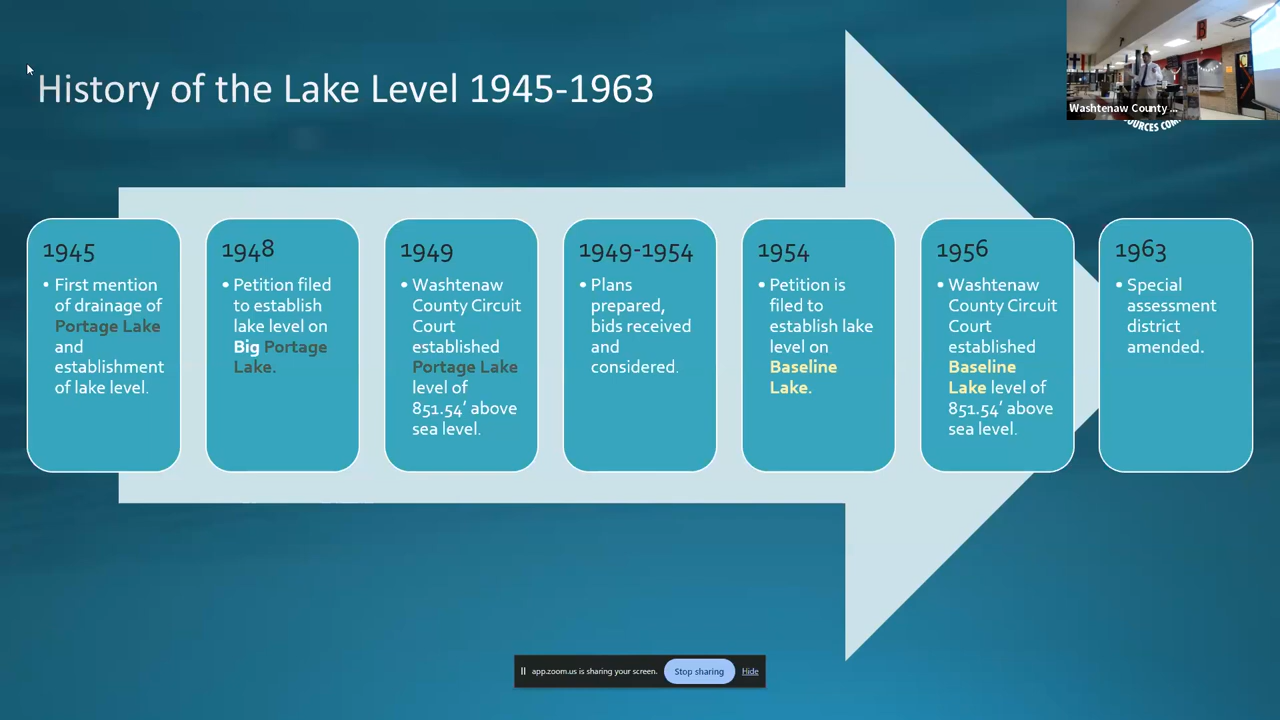 History of the Lake Level 1945-1963
Washtenaw County ...
OURCES COM
1945
• First mention
of drainage of
Portage Lake
and
establishment
of lake level.
1948
• Petition filed
to establish
lake level on
Big Portage
Lake.
1949
• Washtenaw
County Circuit
Court
established
Portage Lake
level of
851.54’ above
sea level.
1949-1954
• Plans
prepared,
bids received
and
considered.
1954
• Petition is
filed to
establish lake
level on
Baseline
Lake.
1956
• Washtenaw
County Circuit
Court
established
Baseline
Lake level of
851.54’ above
sea level.
1963
• Special
assessment
district
amended.
app.zoom.us is sharing your screen.
Stop sharing
Hide